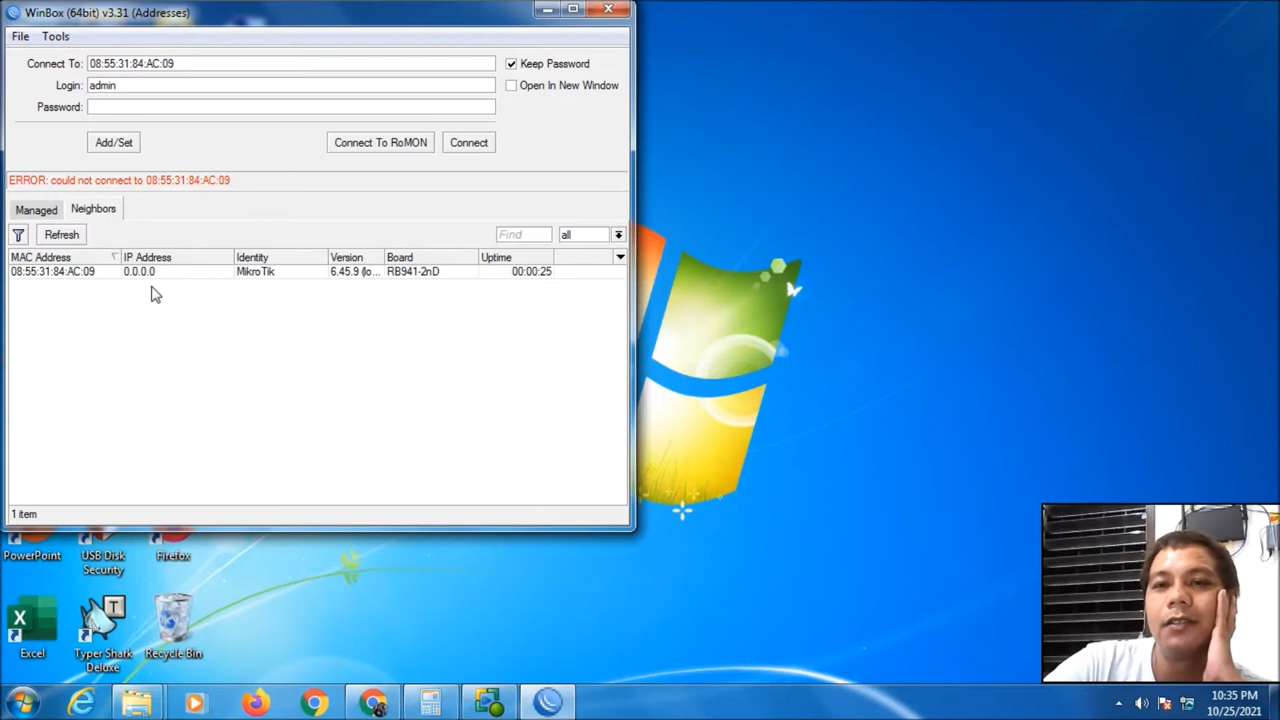 WinBox (64bit) v3.31 (Addresses)
File Tools
Connect To: 08:55:31:84:AC:09
Keep Password
Login: admin
Open In New Window
Password:
Add/Set
Connect To RoMON
Connect
ERROR: could not connect to 08:55:31:84:AC:09
Managed
Neighbors
Refresh
Find
all
MAC Address IP Address Identity Version Board Uptime
08:55:31:84:AC:09 0.0.0.0 MikroTik 6.45.9 (lo... RB941-2nD 00:00:25
1 item
PowerPoint
USB Disk
Security
Firefox
T
Excel
Typer Shark
Deluxe
Recycle Bin
10:35 PM
10/25/2021